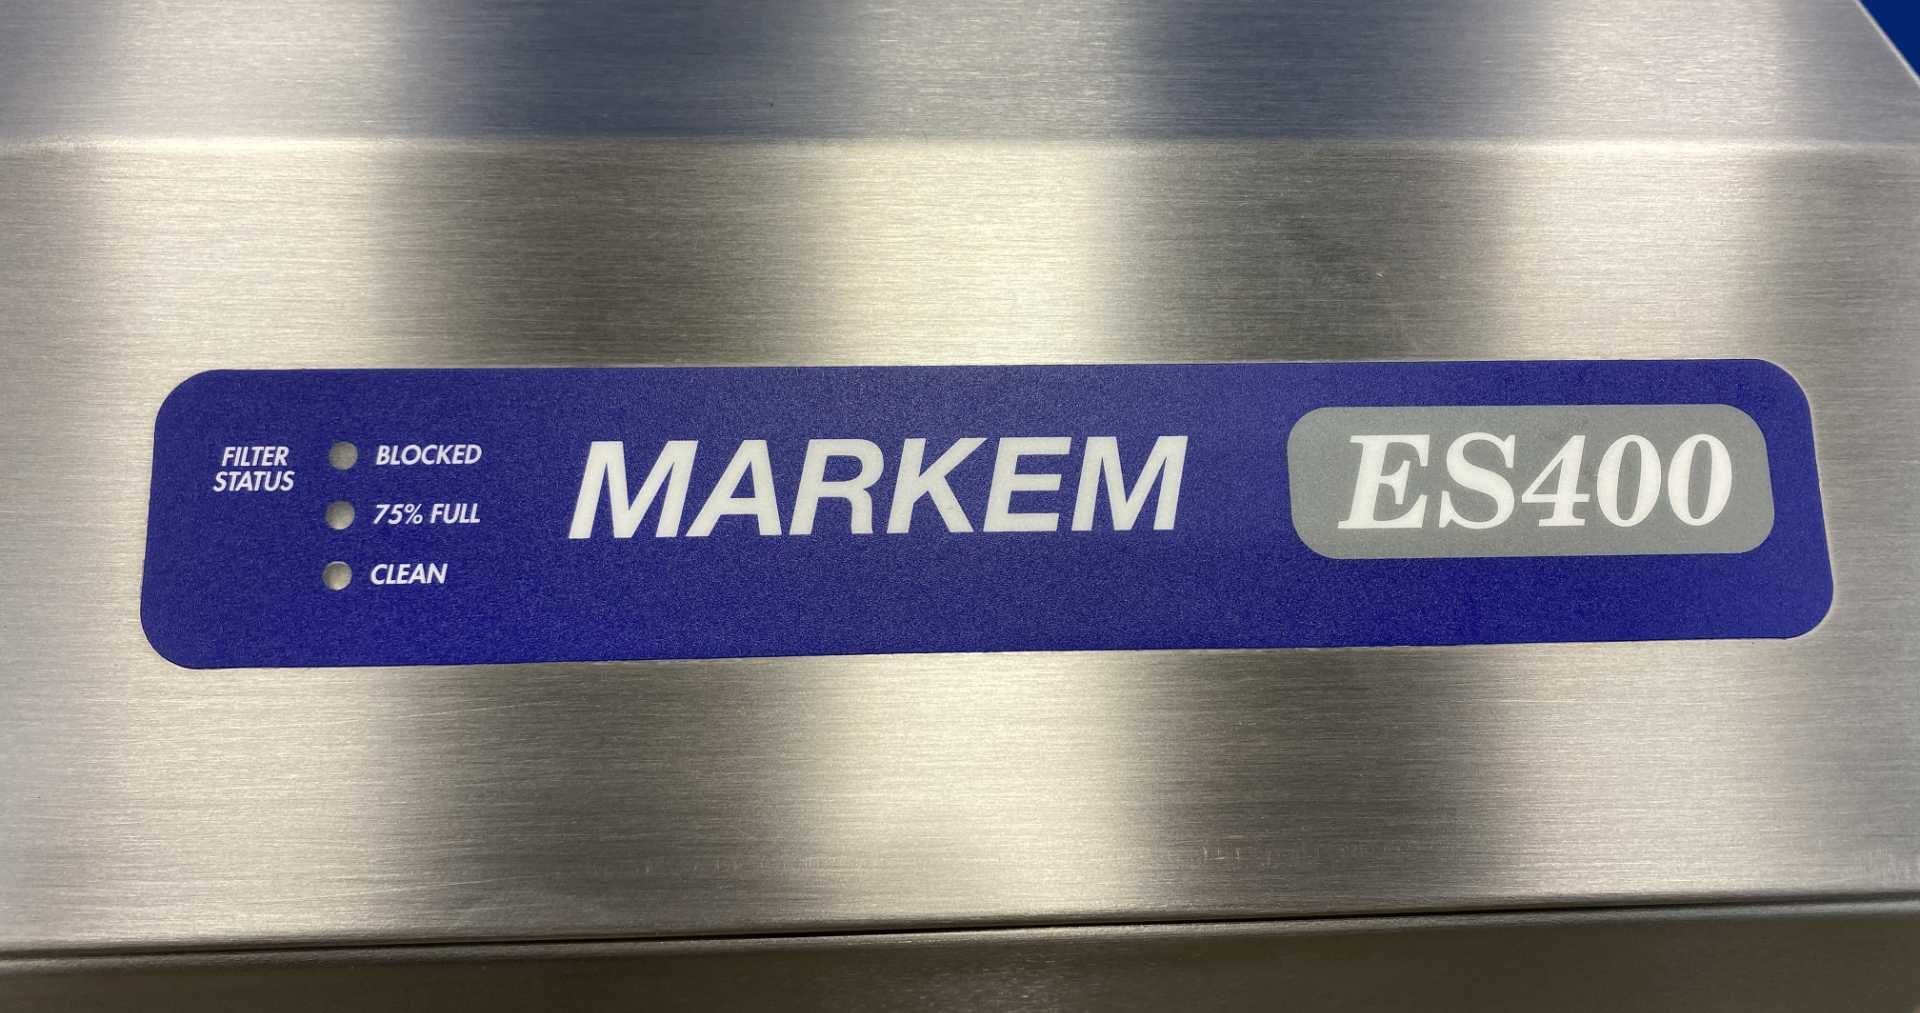 FILTER
STATUS
BLOCKED
75% FULL
CLEAN
MARKEM
ES400